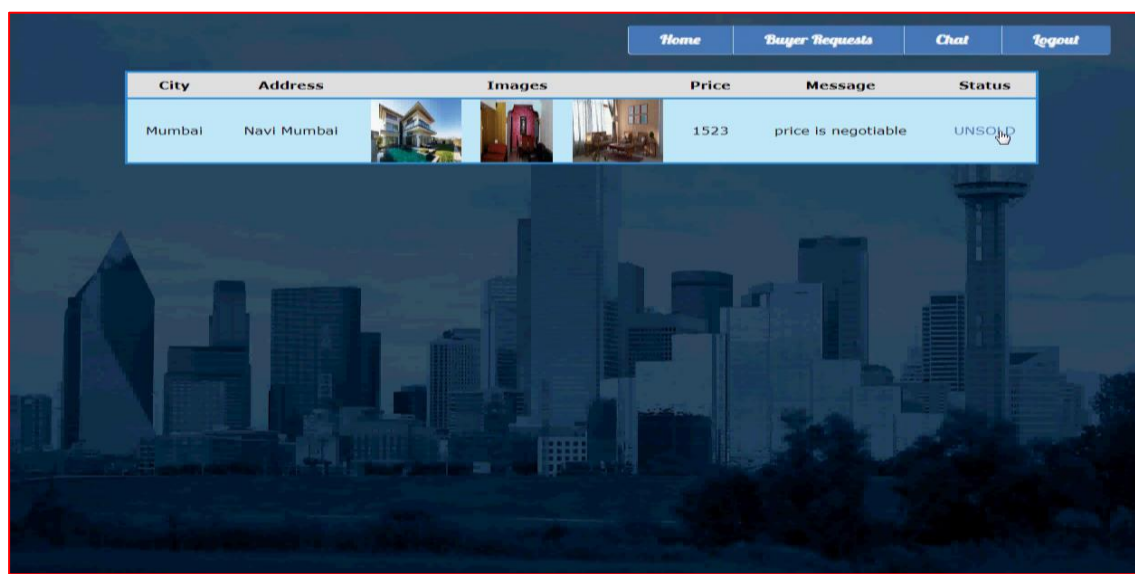 Home Buyer Requests Chat Logout
City Address Images Price Message Status
Mumbai Navi Mumbai 1523 price is negotiable UNSOLD